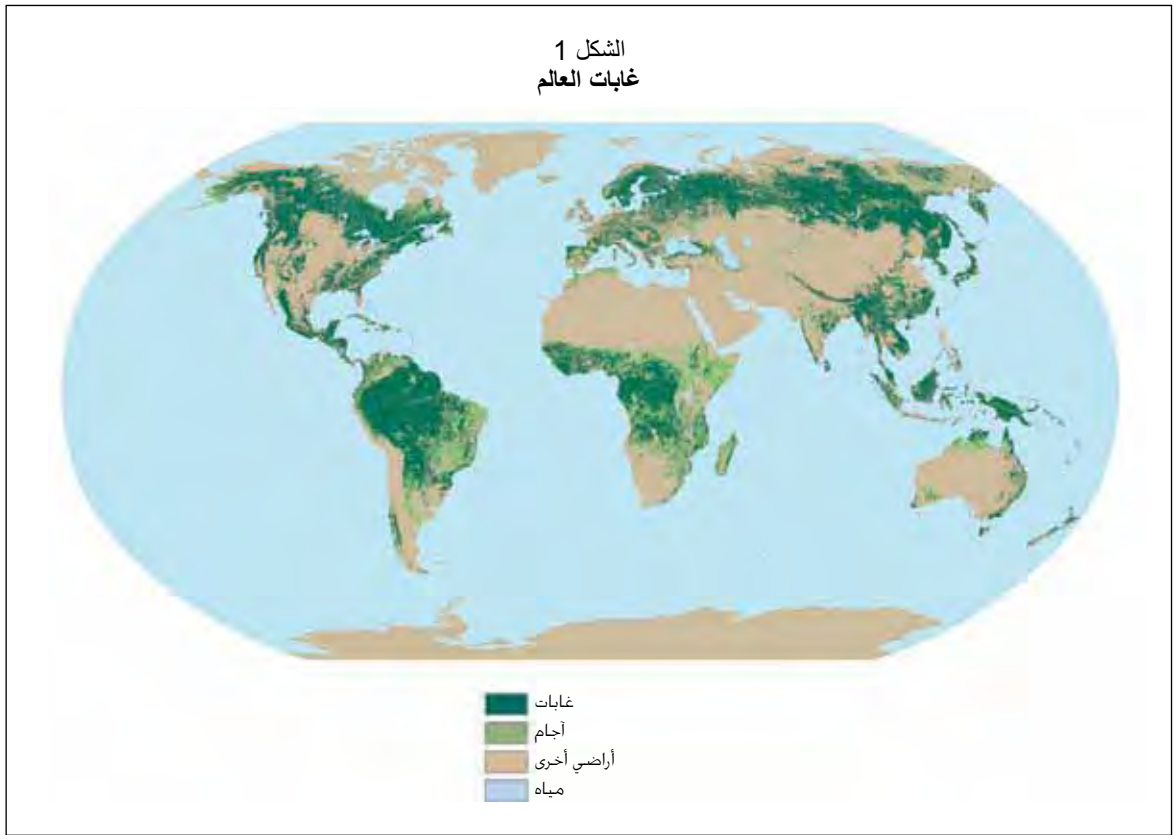 الشكل 1
غابات العالم
غابات
آجام
أراضي أخرى
مياه